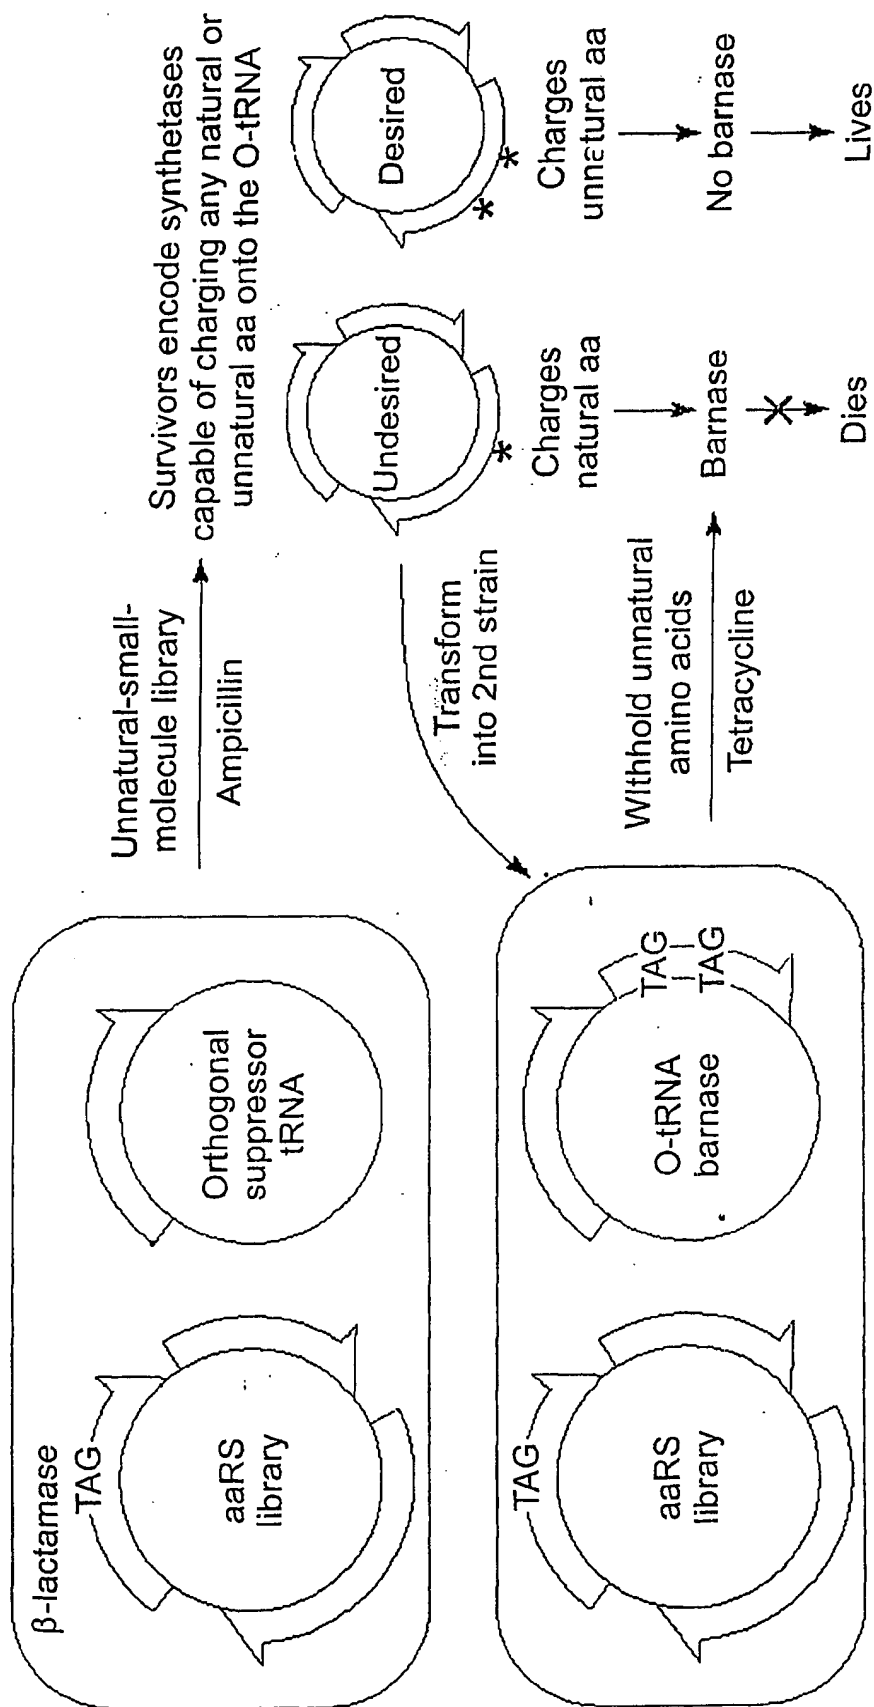 β-lactamase
TAG
aaRS
library
Orthogonal
suppressor
tRNA
Unnatural-small-
molecule library
Ampicillin
Survivors encode synthetases
capable of charging any natural or
unnatural aa onto the O-tRNA
Undesired
*
Charges
natural aa
Barnase
X
Dies
Desired
* *
Charges
unnatural aa
No barnase
Lives
Transform
into 2nd strain
TAG
aaRS
library
O-tRNA
barnase
TAG
TAG
Withhold unnatural
amino acids
Tetracycline